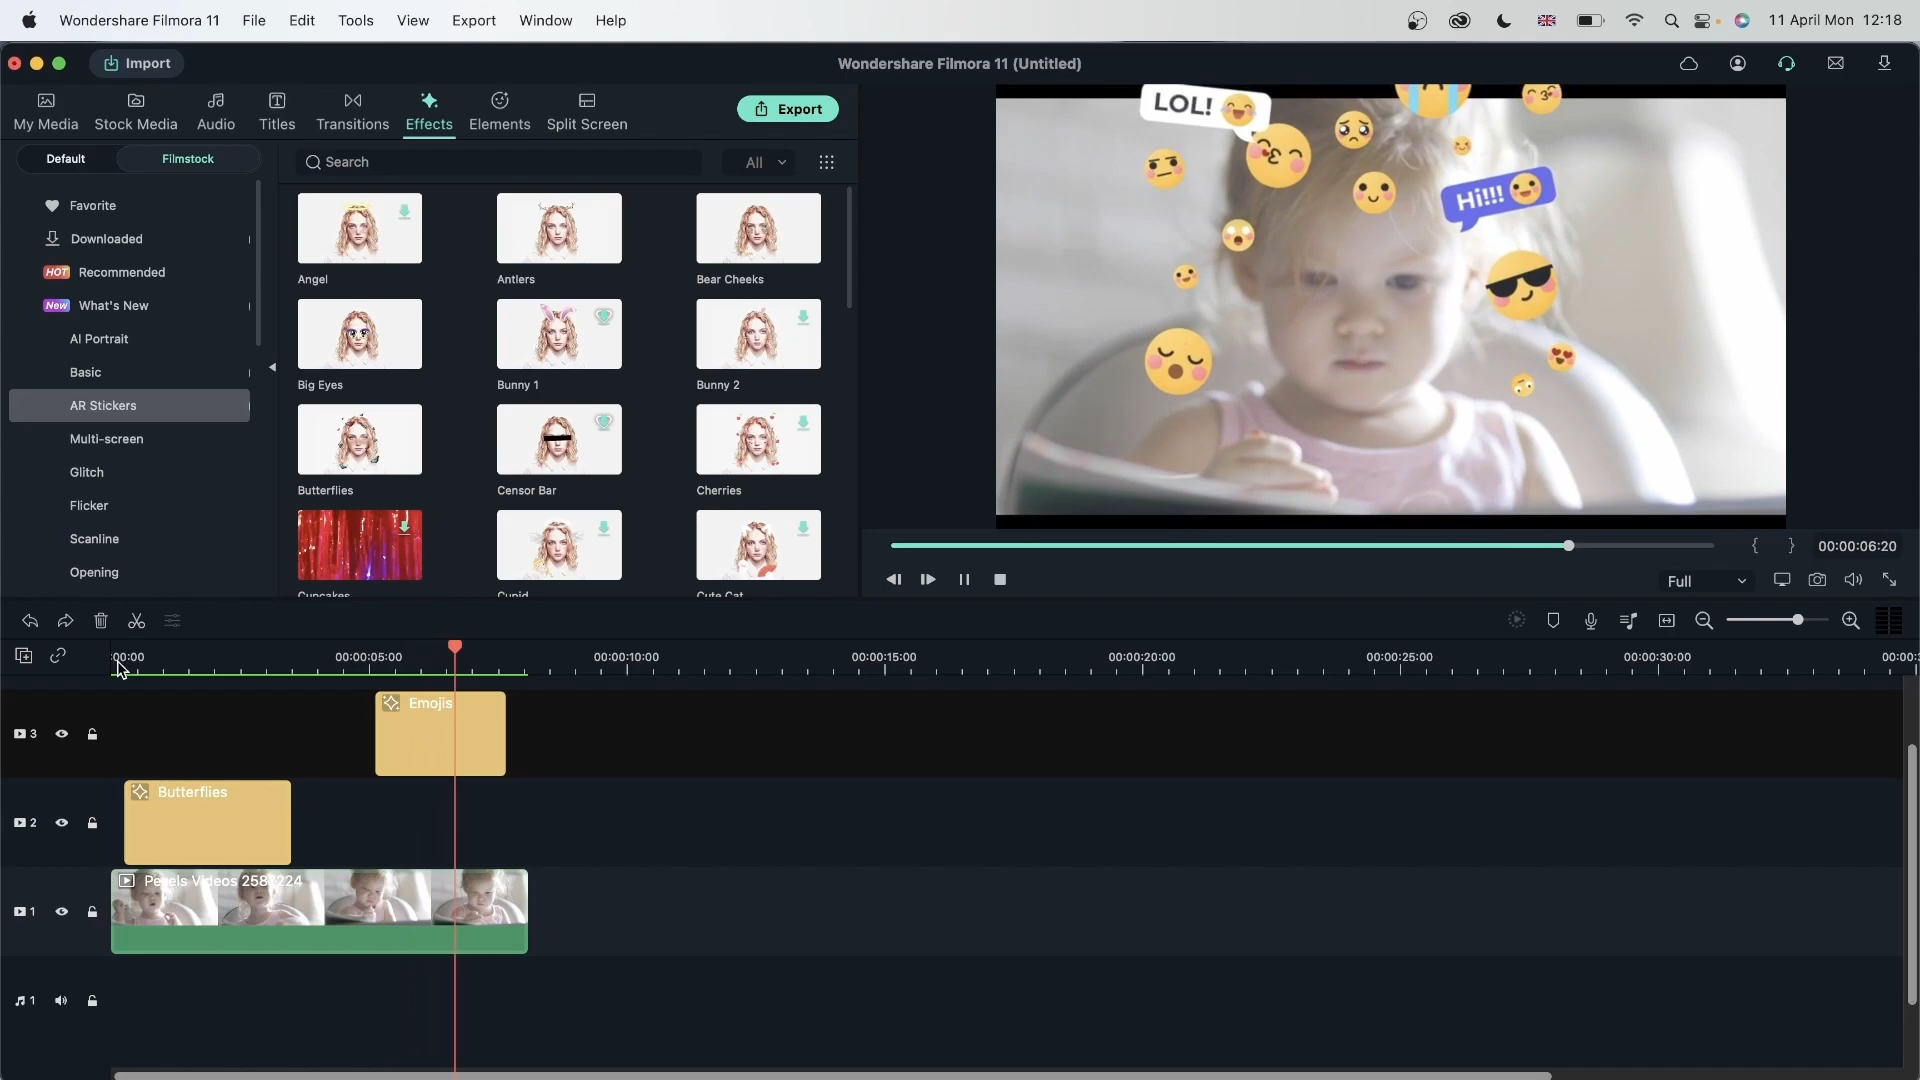 Wondershare Filmora 11 File Edit Tools View Export Window Help 11 April Mon 12:18
Import Wondershare Filmora 11 (Untitled)
My Media Stock Media Audio Titles Transitions Effects Elements Split Screen Export
Default Filmstock
Search All
Favorite
Downloaded
HOT Recommended
New What's New
AI Portrait
Basic
AR Stickers
Multi-screen
Glitch
Flicker
Scanline
Opening
Angel Antlers Bear Cheeks
Big Eyes Bunny 1 Bunny 2
Butterflies Censor Bar Cherries
Cupcakes Cupid Cute Cat
LOL!
Hi!!!
{ } 00:00:06:20
Full
:00:00 00:00:05:00 00:00:10:00 00:00:15:00 00:00:20:00 00:00:25:00 00:00:30:00 00:00:3
3 Emojis
2 Butterflies
1
1